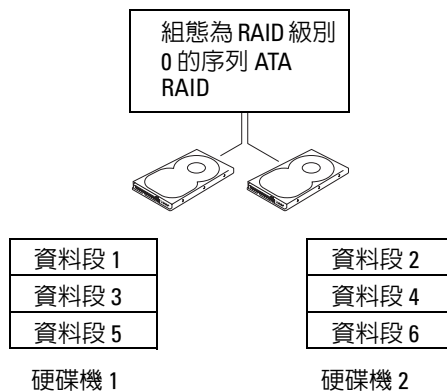 組態為 RAID 級別
0 的序列 ATA
RAID
資料段 1
資料段 2
資料段 3
資料段 4
資料段 5
資料段 6
硬碟機 1
硬碟機 2